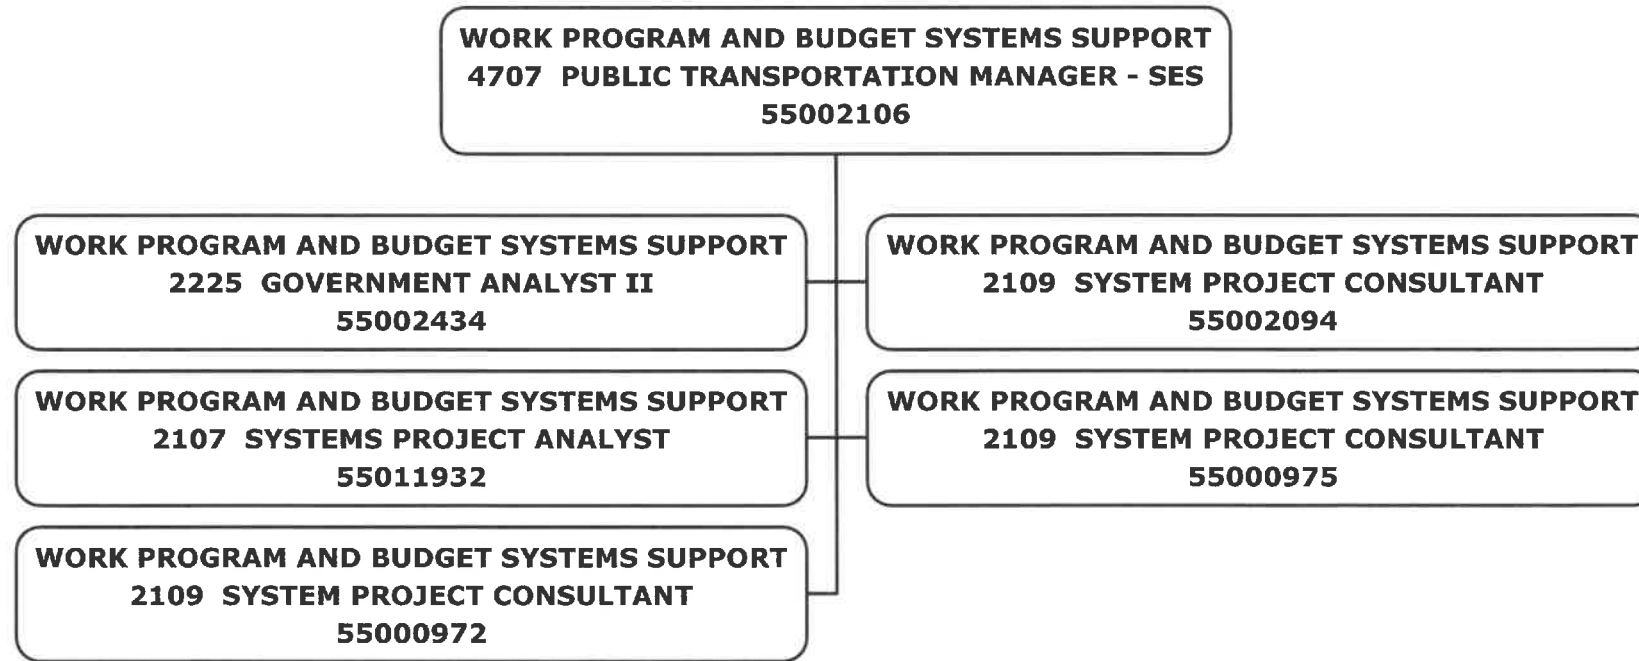 WORK PROGRAM AND BUDGET SYSTEMS SUPPORT
4707 PUBLIC TRANSPORTATION MANAGER - SES
55002106
WORK PROGRAM AND BUDGET SYSTEMS SUPPORT
2225 GOVERNMENT ANALYST II
55002434
WORK PROGRAM AND BUDGET SYSTEMS SUPPORT
2109 SYSTEM PROJECT CONSULTANT
55002094
WORK PROGRAM AND BUDGET SYSTEMS SUPPORT
2107 SYSTEMS PROJECT ANALYST
55011932
WORK PROGRAM AND BUDGET SYSTEMS SUPPORT
2109 SYSTEM PROJECT CONSULTANT
55000975
WORK PROGRAM AND BUDGET SYSTEMS SUPPORT
2109 SYSTEM PROJECT CONSULTANT
55000972